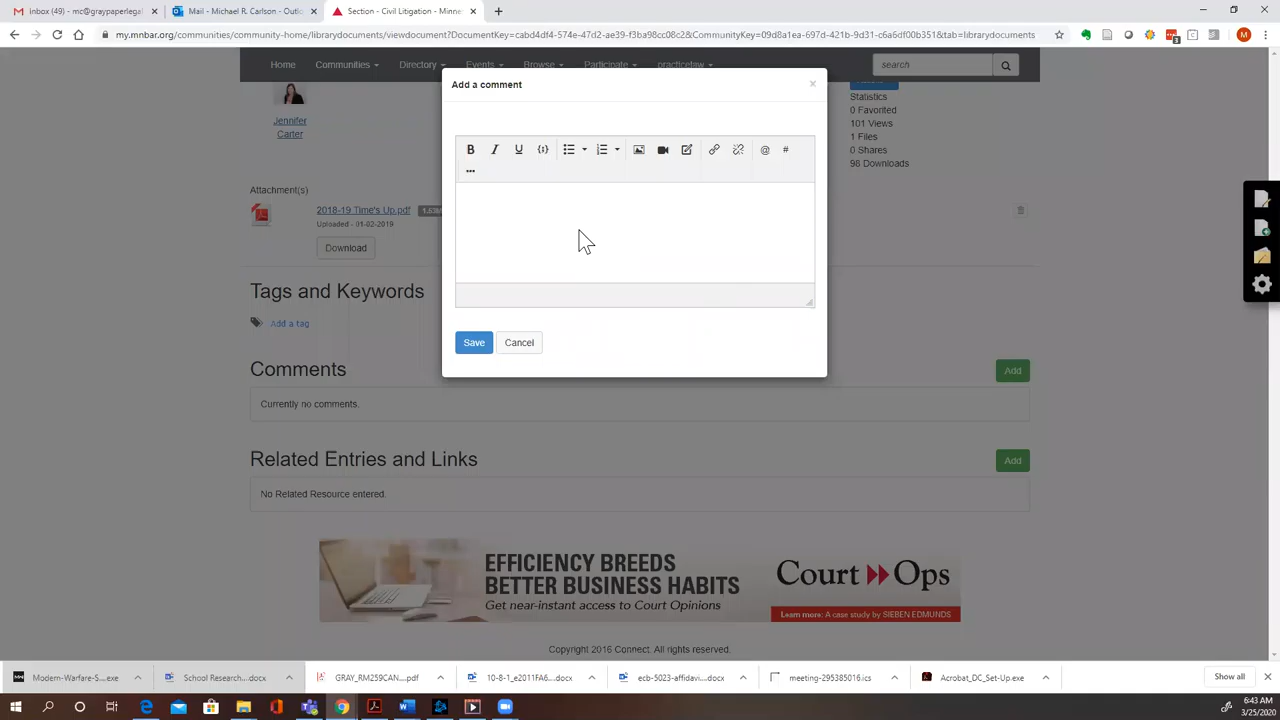 Inbox (49) - mc@graypaperlegal
Mail - Michael R. Carlson - Outlo
Section - Civil Litigation - Minne
my.mnbar.org/communities/community-home/librarydocuments/viewdocument?DocumentKey=cabd4df4-574e-47d2-ae39-f3ba98cc08c2&CommunityKey=09d8a1ea-697d-421b-9d31-c6a6df00b351&tab=librarydocuments
3
M
Home
Communities
Directory
Events
Browse
Participate
practicelaw
search
Add a comment
×
Statistics
0 Favorited
101 Views
1 Files
0 Shares
98 Downloads
Jennifer
Carter
B I U
@ #
Attachment(s)
2018-19 Time's Up.pdf
Uploaded - 01-02-2019
Download
Tags and Keywords
Add a tag
Save
Cancel
Comments
Add
Currently no comments.
Related Entries and Links
Add
No Related Resource entered.
EFFICIENCY BREEDS
BETTER BUSINESS HABITS
Get near-instant access to Court Opinions
Court Ops
Learn more: A case study by SIEBEN EDMUNDS
Copyright 2016 Connect. All rights reserved.
Modern-Warfare-S....exe
School Research....docx
GRAY_RM259CAN....pdf
10-8-1_e2011FA6....docx
ecb-5023-affidavi....docx
meeting-295385016.ics
Acrobat_DC_Set-Up.exe
Show all
6:43 AM
3/25/2020